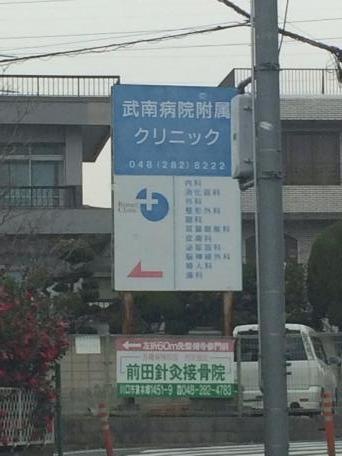 武南病院附属
クリニック
048(282)8222
Bunan
Clinic
内科
消化器科
外科
整形外科
眼科
耳鼻咽喉科
皮膚科
泌尿器科
脳神経外科
婦人科
歯科
前田針灸接骨院
048-282-4783